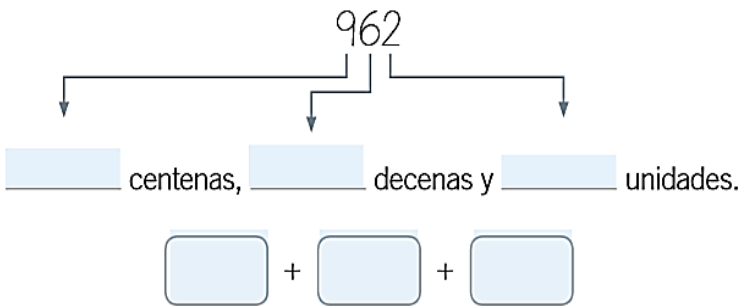 962
centenas, decenas y unidades.
+ +